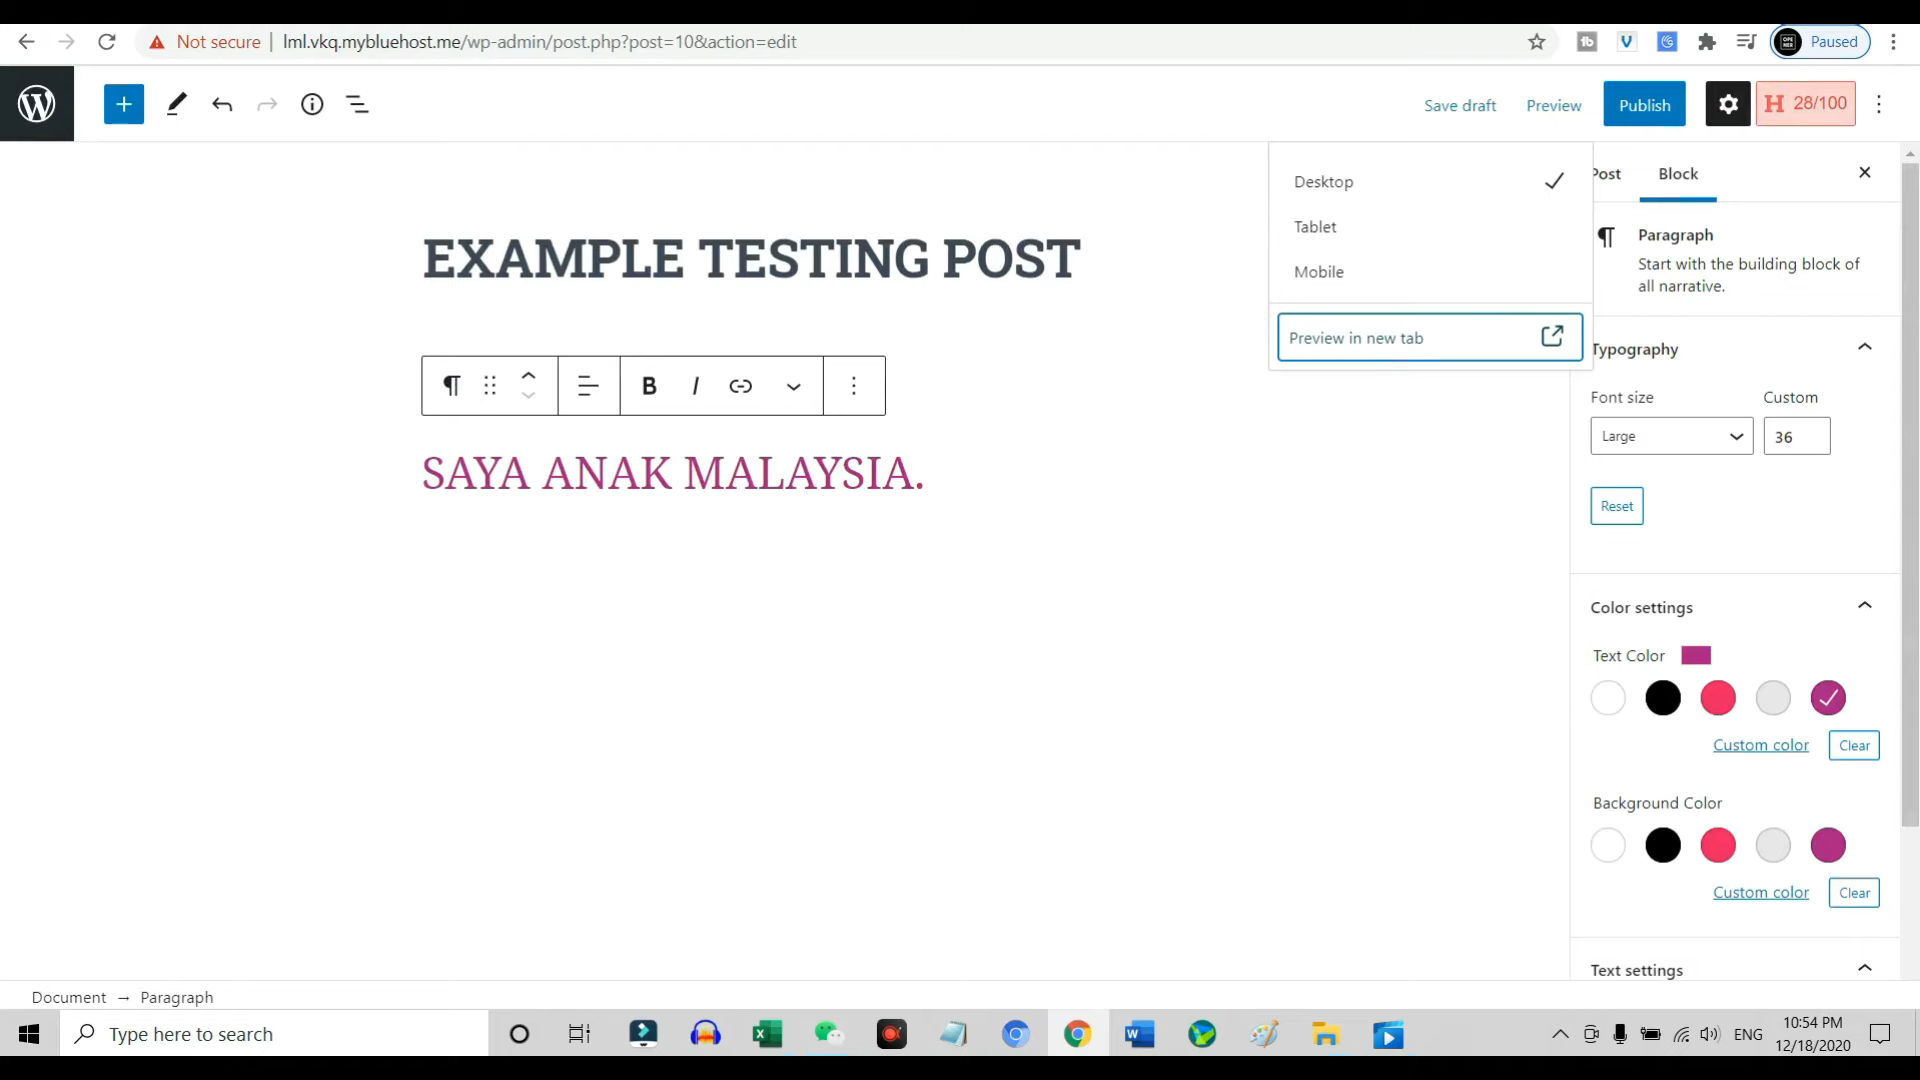 Not secure lml.vkq.mybluehost.me/wp-admin/post.php?post=10&action=edit
Paused
Save draft Preview Publish H 28/100
Desktop
Tablet
Mobile
Preview in new tab
Post Block
Paragraph
Start with the building block of
all narrative.
Typography
Font size Custom
Large 36
Reset
Color settings
Text Color
Custom color Clear
Background Color
Custom color Clear
Text settings
EXAMPLE TESTING POST
B I
SAYA ANAK MALAYSIA.
Document → Paragraph
Type here to search
ENG
10:54 PM
12/18/2020